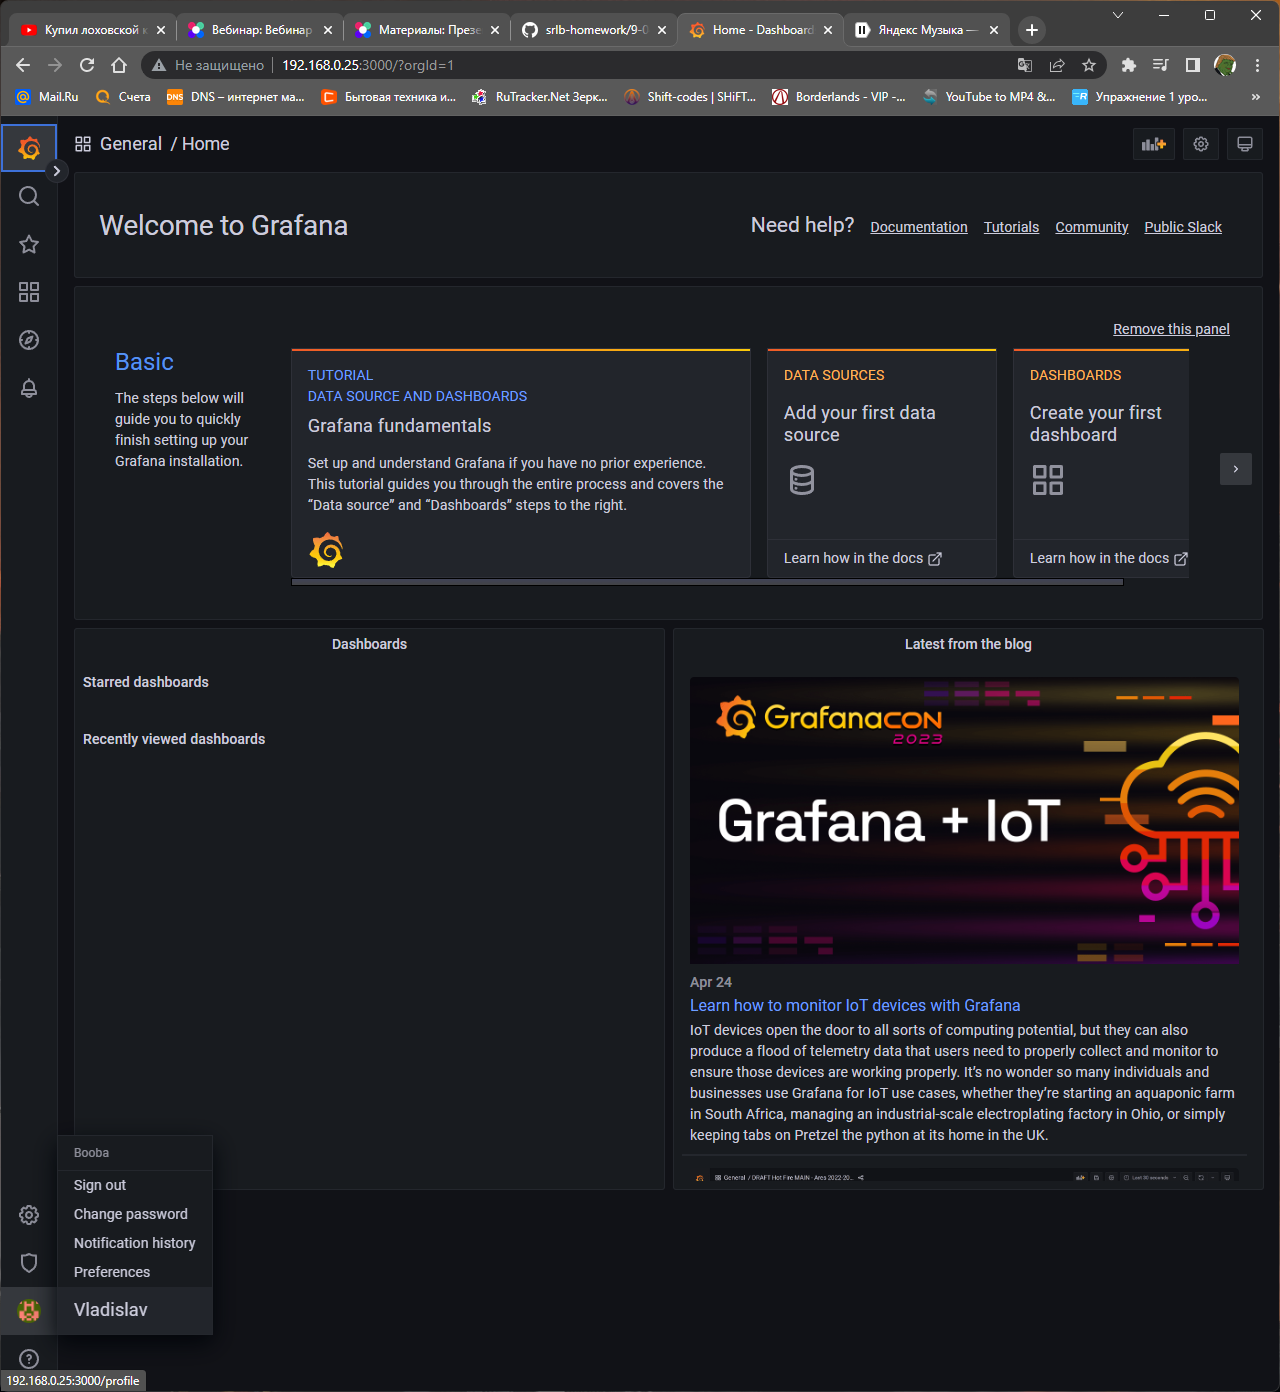 Купил лоховской
Вебинар: Вебинар
Материалы: Презе
srlb-homework/9-0
Home - Dashboard
Яндекс Музыка —
Не защищено
192.168.0.25:3000/?orgId=1
Mail.Ru
Счета
DNS – интернет ма...
Бытовая техника и...
RuTracker.Net Зерк...
Shift-codes | SHiFT...
Borderlands - VIP -...
YouTube to MP4 &...
Упражнение 1 уро...
General / Home
Welcome to Grafana
Need help?
Documentation
Tutorials
Community
Public Slack
Remove this panel
Basic
The steps below will
guide you to quickly
finish setting up your
Grafana installation.
TUTORIAL
DATA SOURCE AND DASHBOARDS
Grafana fundamentals
Set up and understand Grafana if you have no prior experience.
This tutorial guides you through the entire process and covers the
“Data source” and “Dashboards” steps to the right.
DATA SOURCES
Add your first data
source
Learn how in the docs
DASHBOARDS
Create your first
dashboard
Learn how in the docs
Dashboards
Starred dashboards
Recently viewed dashboards
Latest from the blog
GrafanaCON
2023
Grafana + IoT
Apr 24
Learn how to monitor IoT devices with Grafana
IoT devices open the door to all sorts of computing potential, but they can also
produce a flood of telemetry data that users need to properly collect and monitor to
ensure those devices are working properly. It’s no wonder so many individuals and
businesses use Grafana for IoT use cases, whether they’re starting an aquaponic farm
in South Africa, managing an industrial-scale electroplating factory in Ohio, or simply
keeping tabs on Pretzel the python at its home in the UK.
General / DRAFT Hot Fire MAIN - Ares 2022-20...
Last 30 seconds
Booba
Sign out
Change password
Notification history
Preferences
Vladislav
192.168.0.25:3000/profile